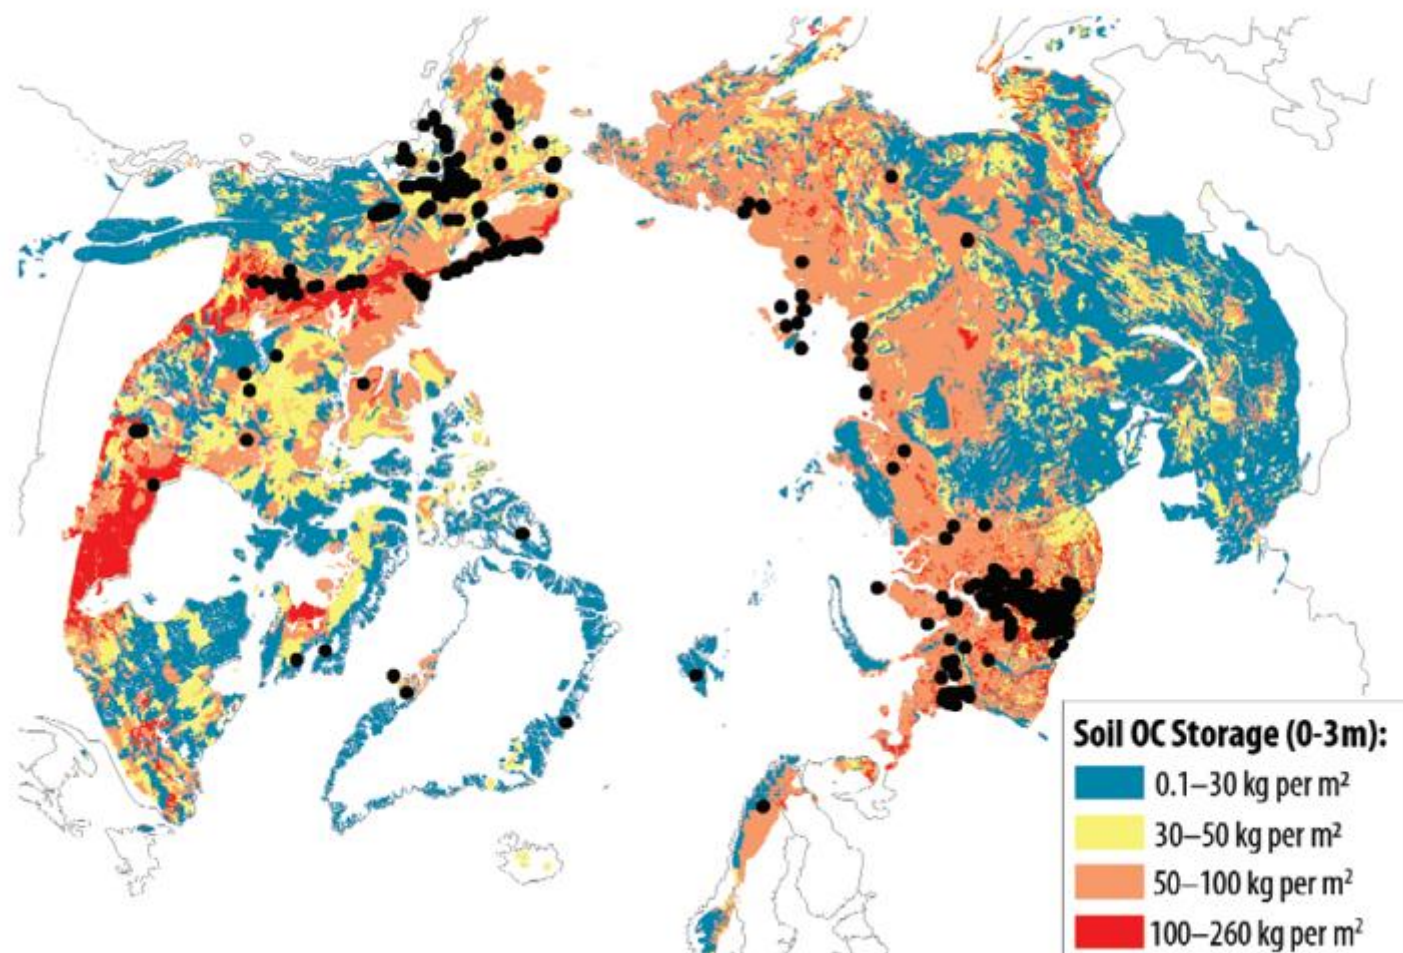 Soil OC Storage (0-3m):
0.1–30 kg per m²
30–50 kg per m²
50–100 kg per m²
100–260 kg per m²